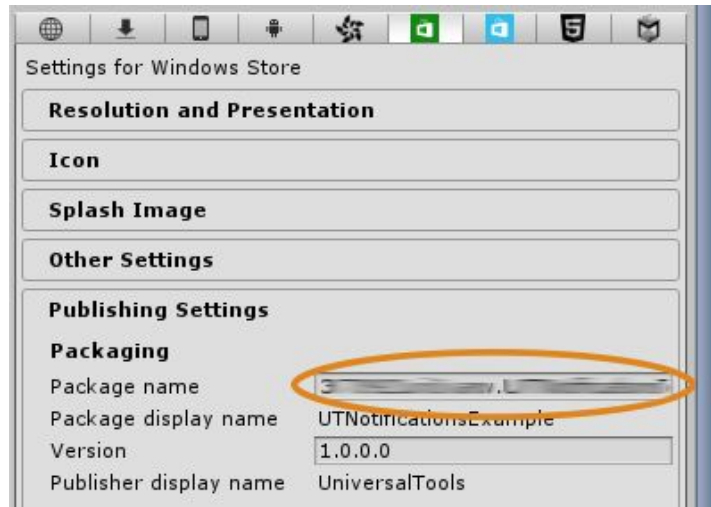 Settings for Windows Store
Resolution and Presentation
Icon
Splash Image
Other Settings
Publishing Settings
Packaging
Package name
Package display name UTNotificationsExample
Version 1.0.0.0
Publisher display name UniversalTools